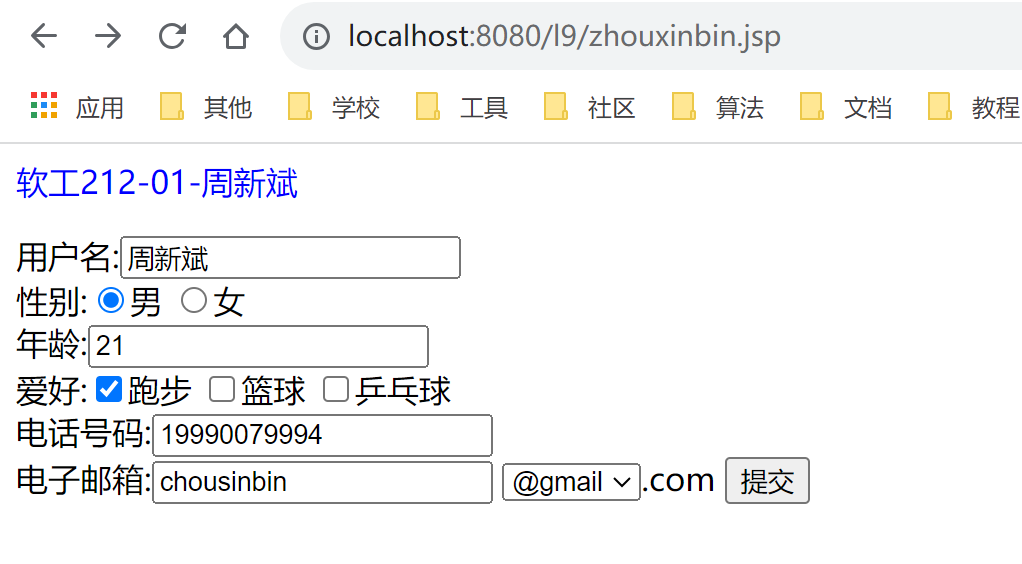 localhost:8080/l9/zhouxinbin.jsp
应用 其他 学校 工具 社区 算法 文档 教程
软工212-01-周新斌
用户名:周新斌
性别: 男 女
年龄:21
爱好: 跑步 篮球 乒乓球
电话号码:19990079994
电子邮箱:chousinbin @gmail .com 提交